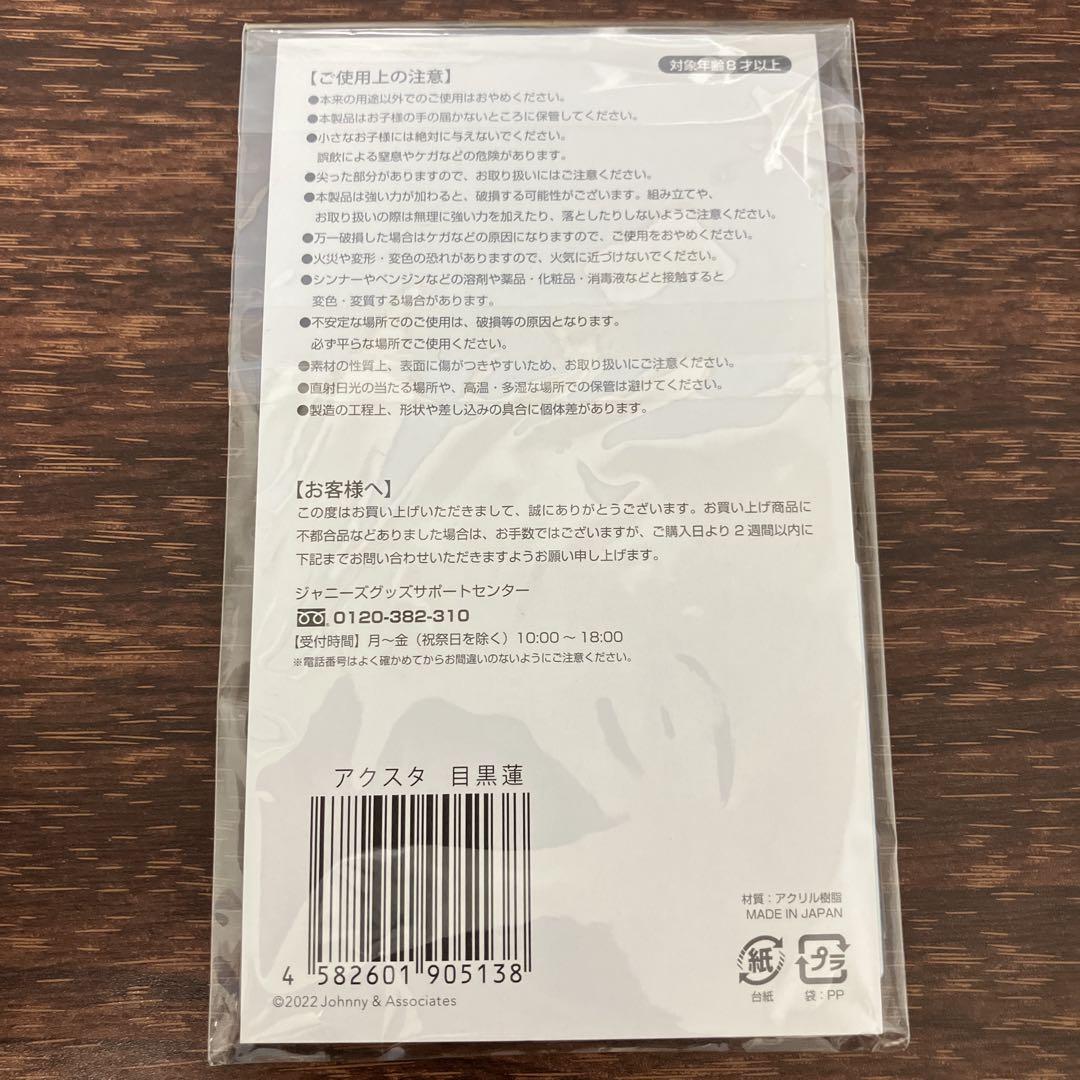 対象年齢8才以上
【ご使用上の注意】
●本来の用途以外でのご使用はおやめください。
●本製品はお子様の手の届かないところに保管してください。
●小さなお子様には絶対に与えないでください。
誤飲による窒息やケガなどの危険があります。
●尖った部分がありますので、お取り扱いにはご注意ください。
●本製品は強い力が加わると、破損する可能性がございます。組み立てや、
お取り扱いの際は無理に強い力を加えたり、落としたりしないようご注意ください。
●万一破損した場合はケガなどの原因になりますので、ご使用をおやめください。
●火災や変形・変色の恐れがありますので、火気に近づけないでください。
●シンナーやベンジンなどの溶剤や薬品・化粧品・消毒液などと接触すると
変色・変質する場合があります。
●不安定な場所でのご使用は、破損等の原因となります。
必ず平らな場所でご使用ください。
●素材の性質上、表面に傷がつきやすいため、お取り扱いにご注意ください。
●直射日光の当たる場所や、高温・多湿な場所での保管は避けてください。
●製造の工程上、形状や差し込みの具合に個体差があります。
【お客様へ】
この度はお買い上げいただきまして、誠にありがとうございます。お買い上げ商品に
不都合品などありました場合は、お手数ではございますが、ご購入日より2週間以内に
下記までお問い合わせいただきますようお願い申し上げます。
ジャニーズグッズサポートセンター
0120-382-310
【受付時間】月〜金（祝祭日を除く）10:00〜18:00
※電話番号はよく確かめてからお間違いのないようにご注意ください。
アクスタ 目黒蓮
4 582601 905138
©2022 Johnny & Associates
材質：アクリル樹脂
MADE IN JAPAN
紙 プラ
台紙 袋：PP